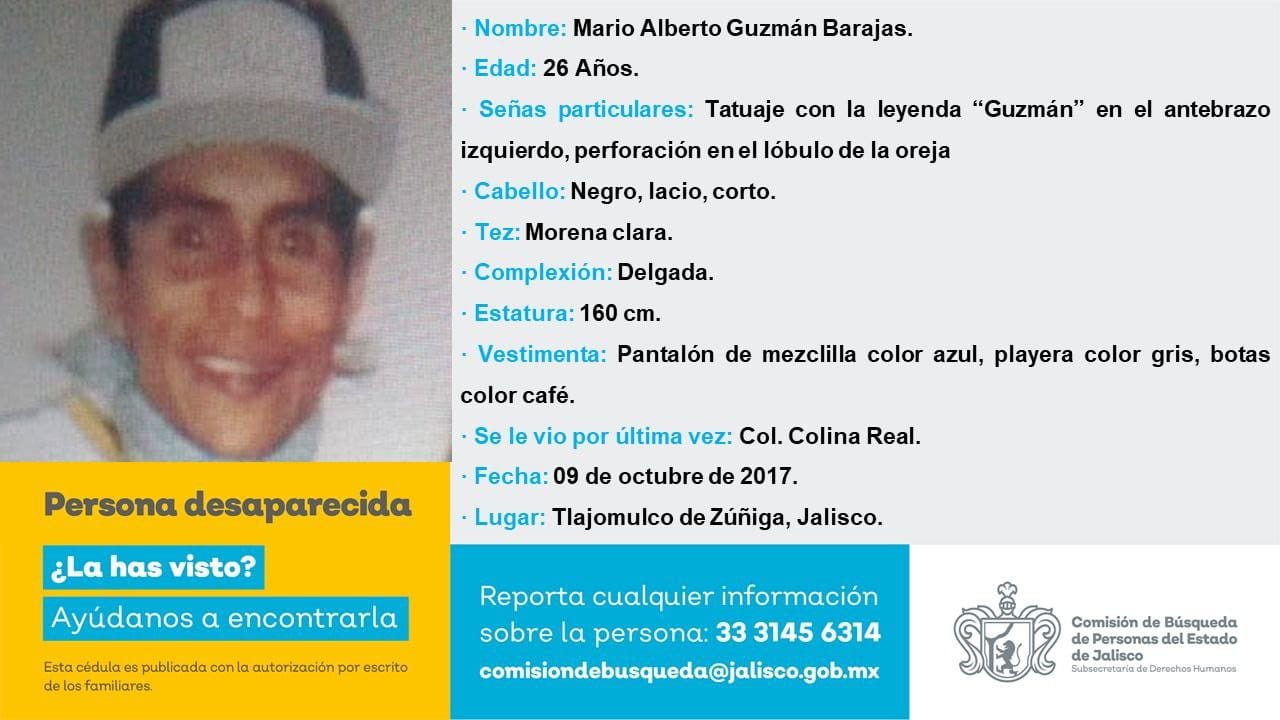 · Nombre: Mario Alberto Guzmán Barajas.
· Edad: 26 Años.
· Señas particulares: Tatuaje con la leyenda “Guzmán” en el antebrazo
izquierdo, perforación en el lóbulo de la oreja
· Cabello: Negro, lacio, corto.
· Tez: Morena clara.
· Complexión: Delgada.
· Estatura: 160 cm.
· Vestimenta: Pantalón de mezclilla color azul, playera color gris, botas
color café.
· Se le vio por última vez: Col. Colina Real.
· Fecha: 09 de octubre de 2017.
· Lugar: Tlajomulco de Zúñiga, Jalisco.
Persona desaparecida
¿La has visto?
Ayúdanos a encontrarla
Esta cédula es publicada con la autorización por escrito
de los familiares.
Reporta cualquier información
sobre la persona: 33 3145 6314
comisiondebusqueda@jalisco.gob.mx
Comisión de Búsqueda
de Personas del Estado
de Jalisco
Subsecretaría de Derechos Humanos